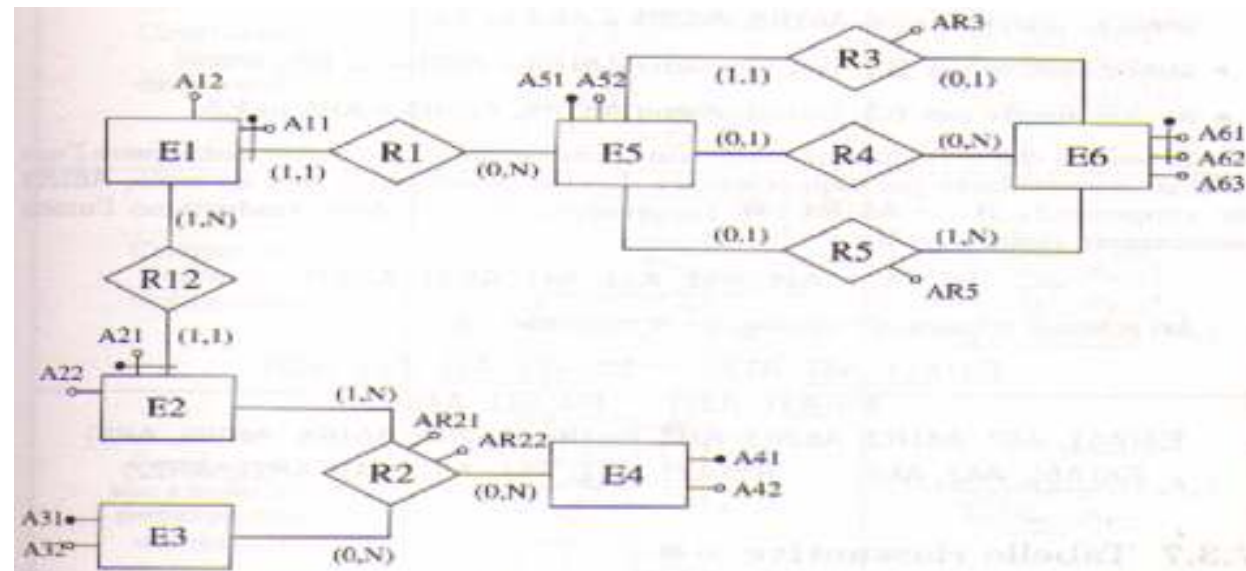 AR3
R3
(1,1)
(0,1)
A12
A51 A52
A11
E1
(1,1)
R1
(0,N)
E5
(0,1)
R4
(0,N)
E6
A61
A62
A63
(1,N)
(0,1)
R5
(1,N)
AR5
R12
A21
(1,1)
A22
E2
(1,N)
AR21
AR22
R2
(0,N)
E4
A41
A42
A31
A32
E3
(0,N)